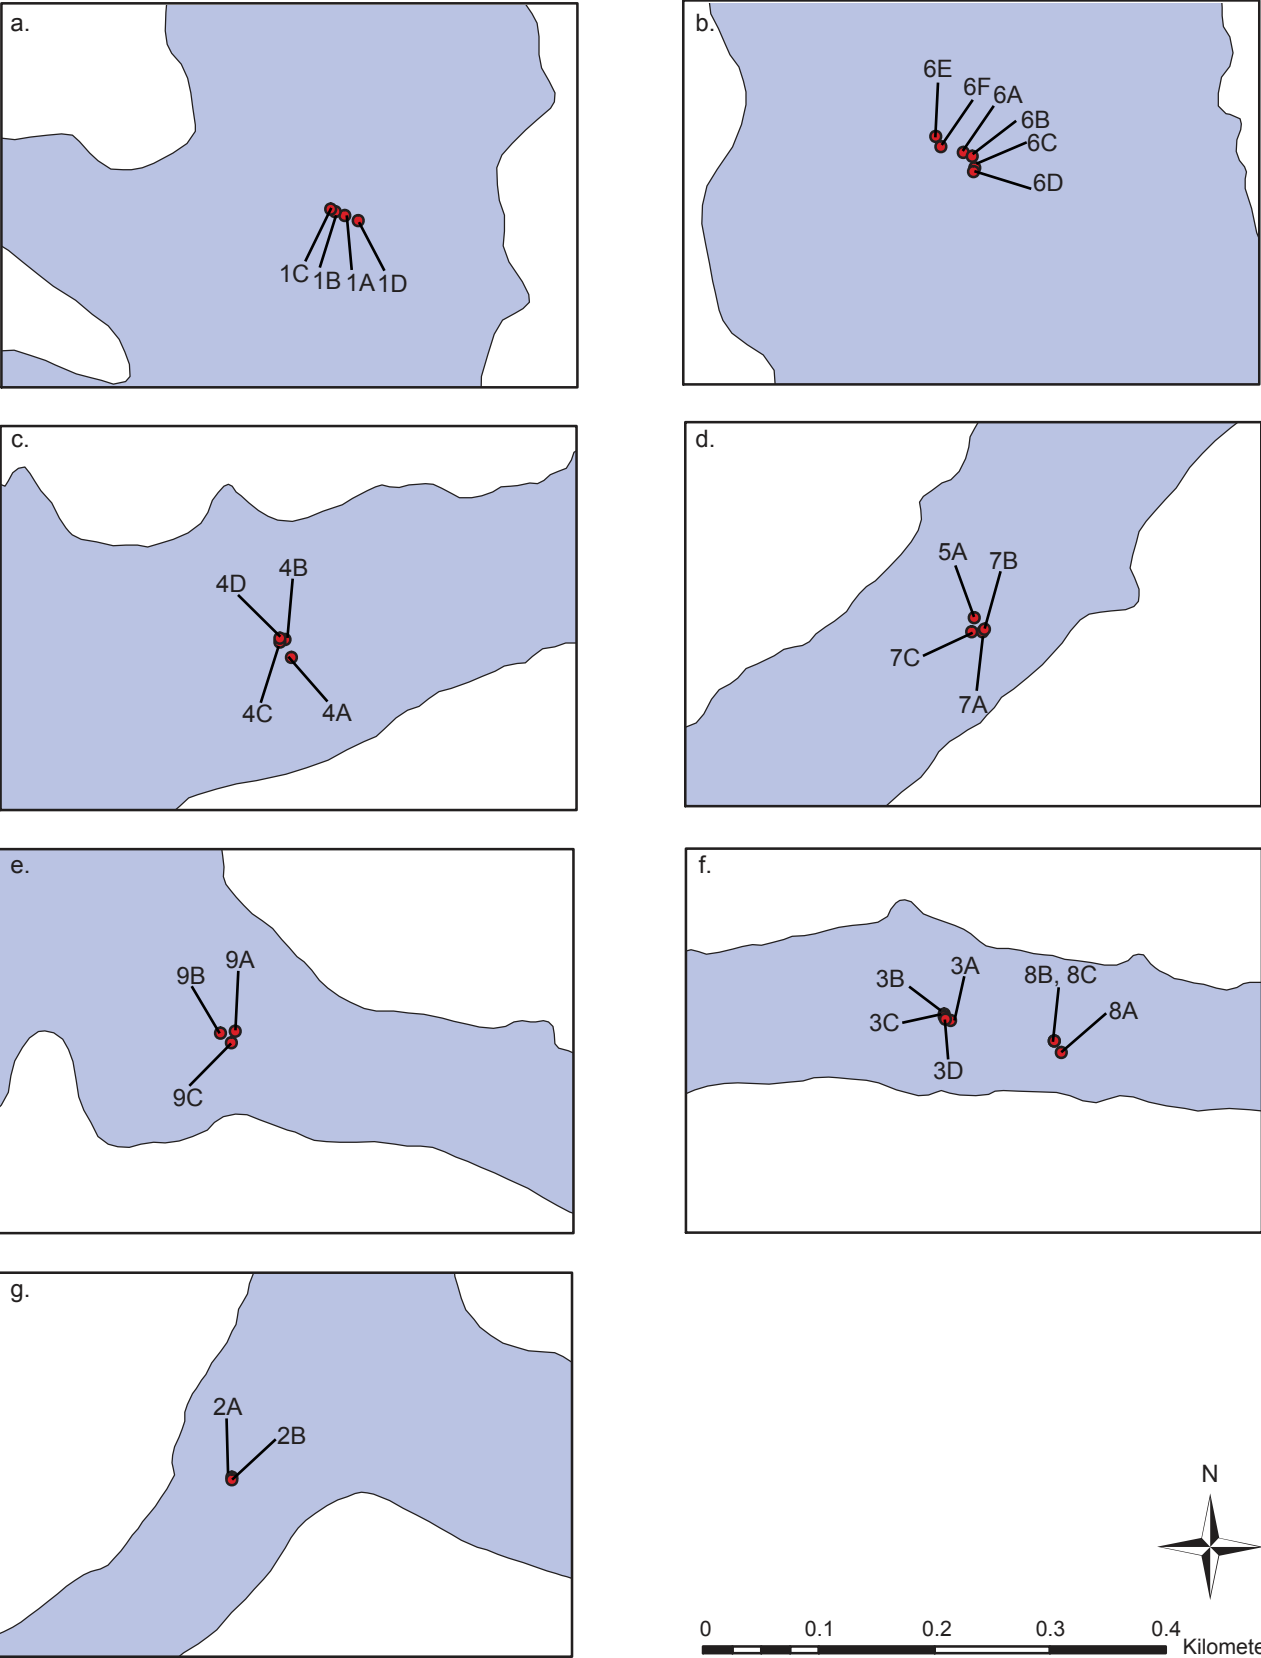 a.
1C 1B 1A 1D
b.
6E
6F 6A
6B
6C
6D
c.
4B
4D
4C 4A
d.
5A 7B
7C
7A
e.
9A
9B
9C
f.
3A 8B, 8C
3B
3C 8A
3D
g.
2A
2B
N
0 0.1 0.2 0.3 0.4
Kilomete